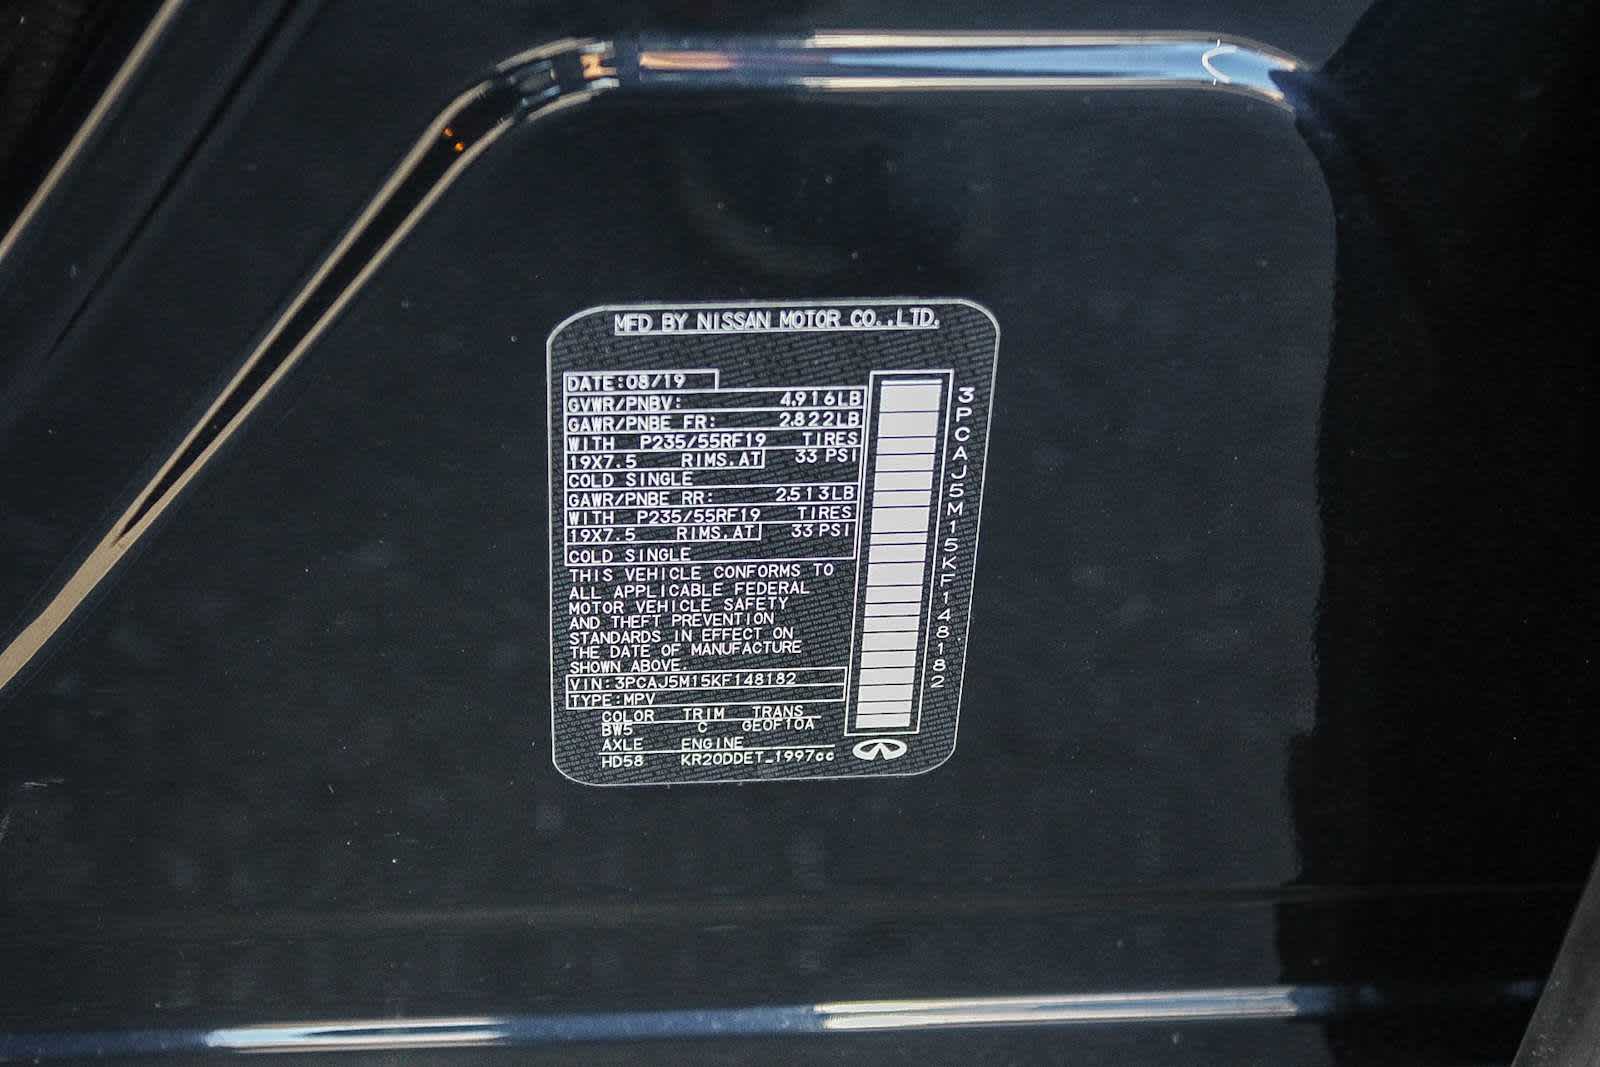 MFD BY NISSAN MOTOR CO.,LTD.
DATE:08/19
GVWR/PNBV: 4,916LB
GAWR/PNBE FR: 2,822LB
WITH P235/55RF19 TIRES
19X7.5 RIMS,AT 33 PSI
COLD SINGLE
GAWR/PNBE RR: 2,513LB
WITH P235/55RF19 TIRES
19X7.5 RIMS,AT 33 PSI
COLD SINGLE
THIS VEHICLE CONFORMS TO
ALL APPLICABLE FEDERAL
MOTOR VEHICLE SAFETY
AND THEFT PREVENTION
STANDARDS IN EFFECT ON
THE DATE OF MANUFACTURE
SHOWN ABOVE.
VIN:3PCAJ5M15KF148182
TYPE:MPV
COLOR TRIM TRANS
BW5 C GE0F10A
AXLE ENGINE
HD58 KR20DDET_1997cc
3PCAJ5M15KF148182